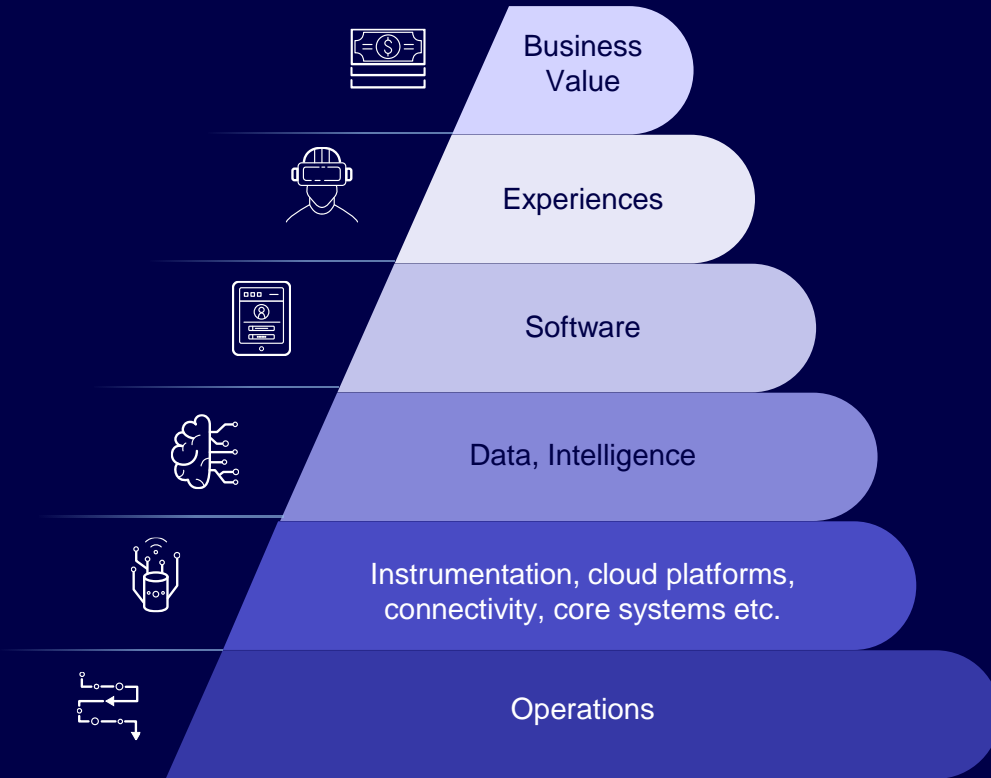 Business
Value
Experiences
Software
Data, Intelligence
Instrumentation, cloud platforms,
connectivity, core systems etc.
Operations